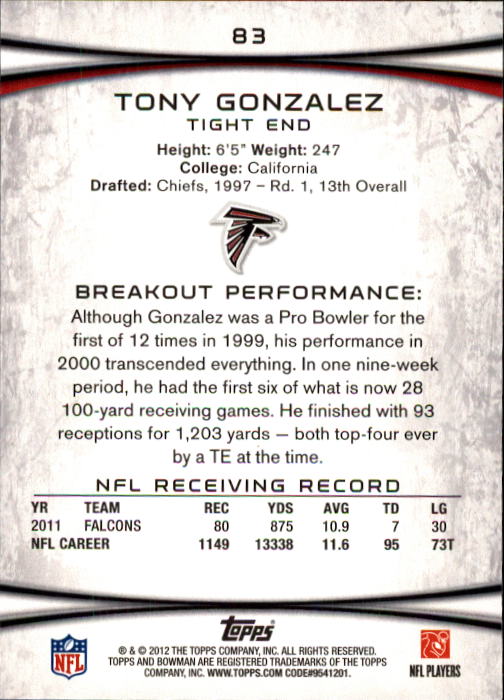 83
TONY GONZALEZ
TIGHT END
Height: 6'5" Weight: 247
College: California
Drafted: Chiefs, 1997 – Rd. 1, 13th Overall
BREAKOUT PERFORMANCE:
Although Gonzalez was a Pro Bowler for the
first of 12 times in 1999, his performance in
2000 transcended everything. In one nine-week
period, he had the first six of what is now 28
100-yard receiving games. He finished with 93
receptions for 1,203 yards — both top-four ever
by a TE at the time.
NFL RECEIVING RECORD
YR TEAM REC YDS AVG TD LG
2011 FALCONS 80 875 10.9 7 30
NFL CAREER 1149 13338 11.6 95 73T
TOPPS
® & © 2012 THE TOPPS COMPANY, INC. ALL RIGHTS RESERVED.
TOPPS AND BOWMAN ARE REGISTERED TRADEMARKS OF THE TOPPS
COMPANY, INC. WWW.TOPPS.COM CODE#9541201.
NFL
NFL PLAYERS